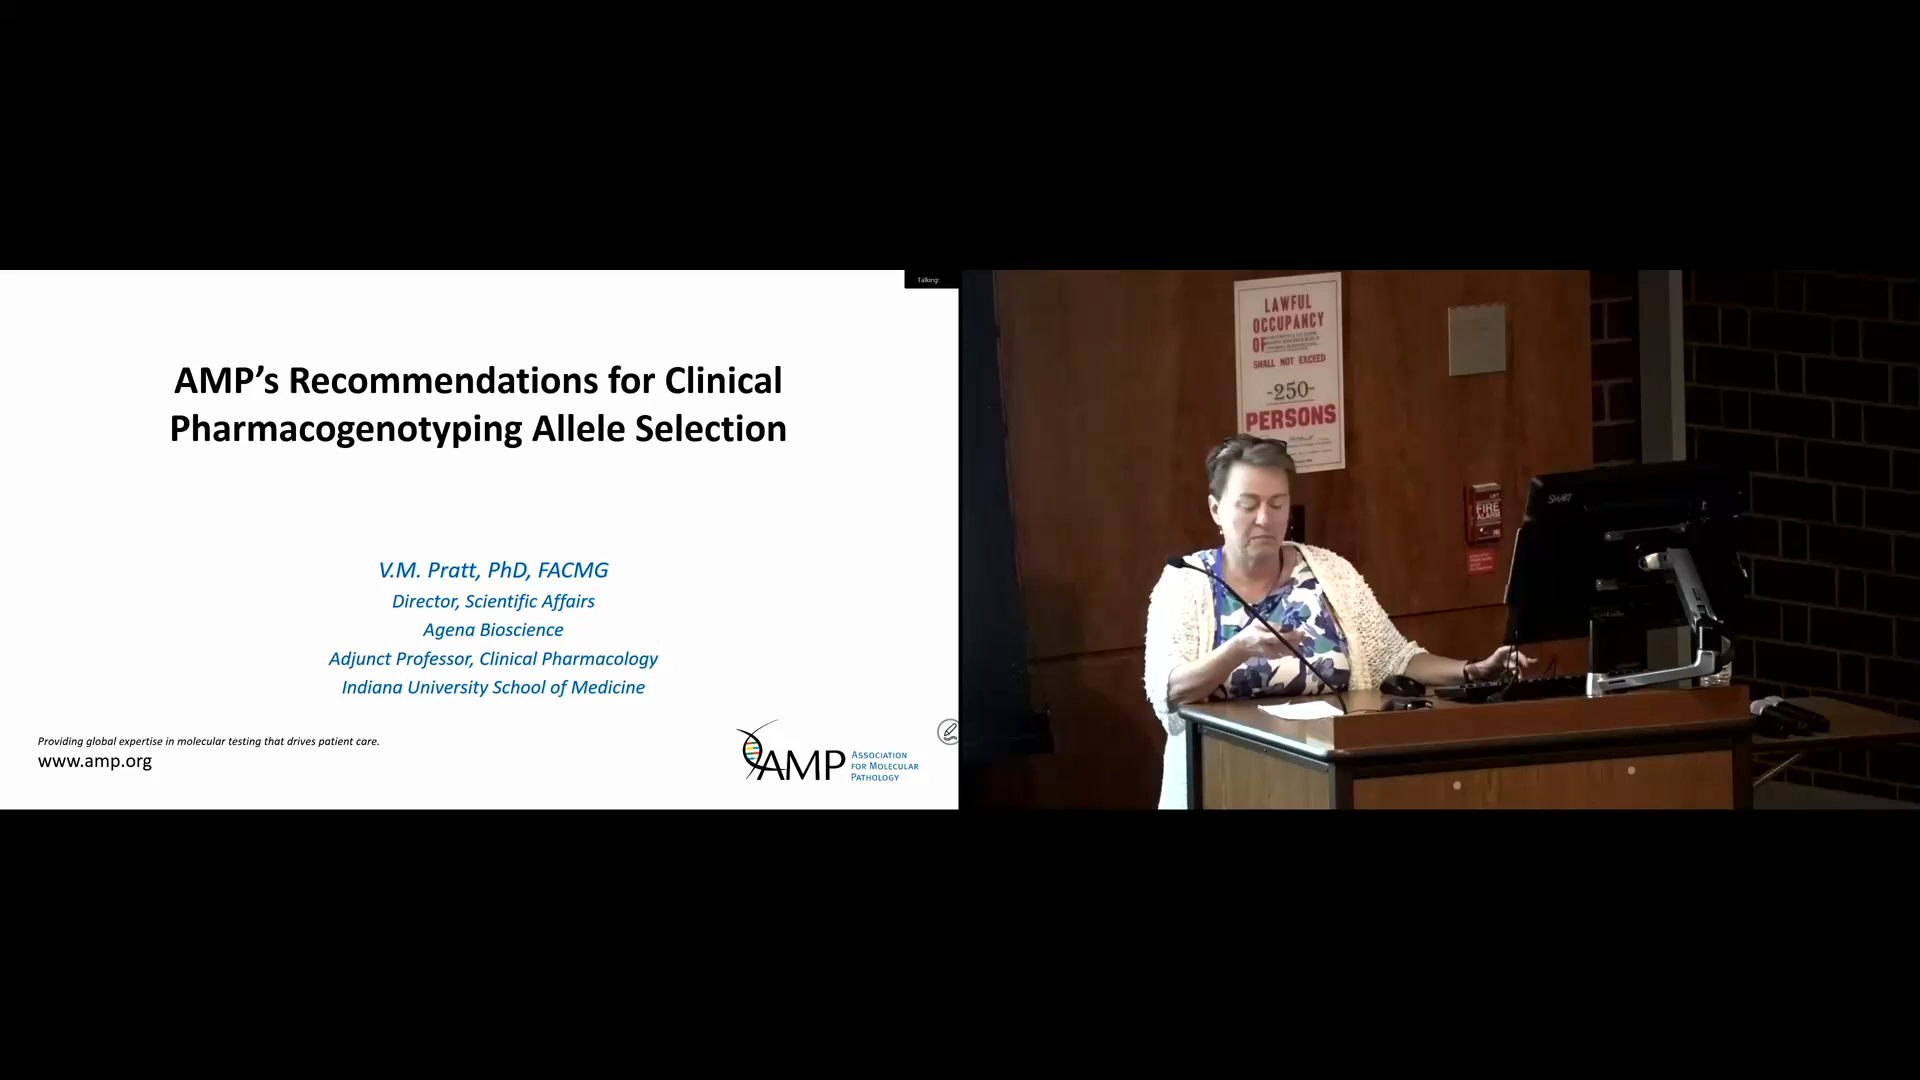 Talking:
AMP’s Recommendations for Clinical
Pharmacogenotyping Allele Selection
V.M. Pratt, PhD, FACMG
Director, Scientific Affairs
Agena Bioscience
Adjunct Professor, Clinical Pharmacology
Indiana University School of Medicine
Providing global expertise in molecular testing that drives patient care.
www.amp.org
AMP
ASSOCIATION
FOR MOLECULAR
PATHOLOGY
LAWFUL
OCCUPANCY
OF
SHALL NOT EXCEED
-250-
PERSONS
FIRE
ALARM
SMART